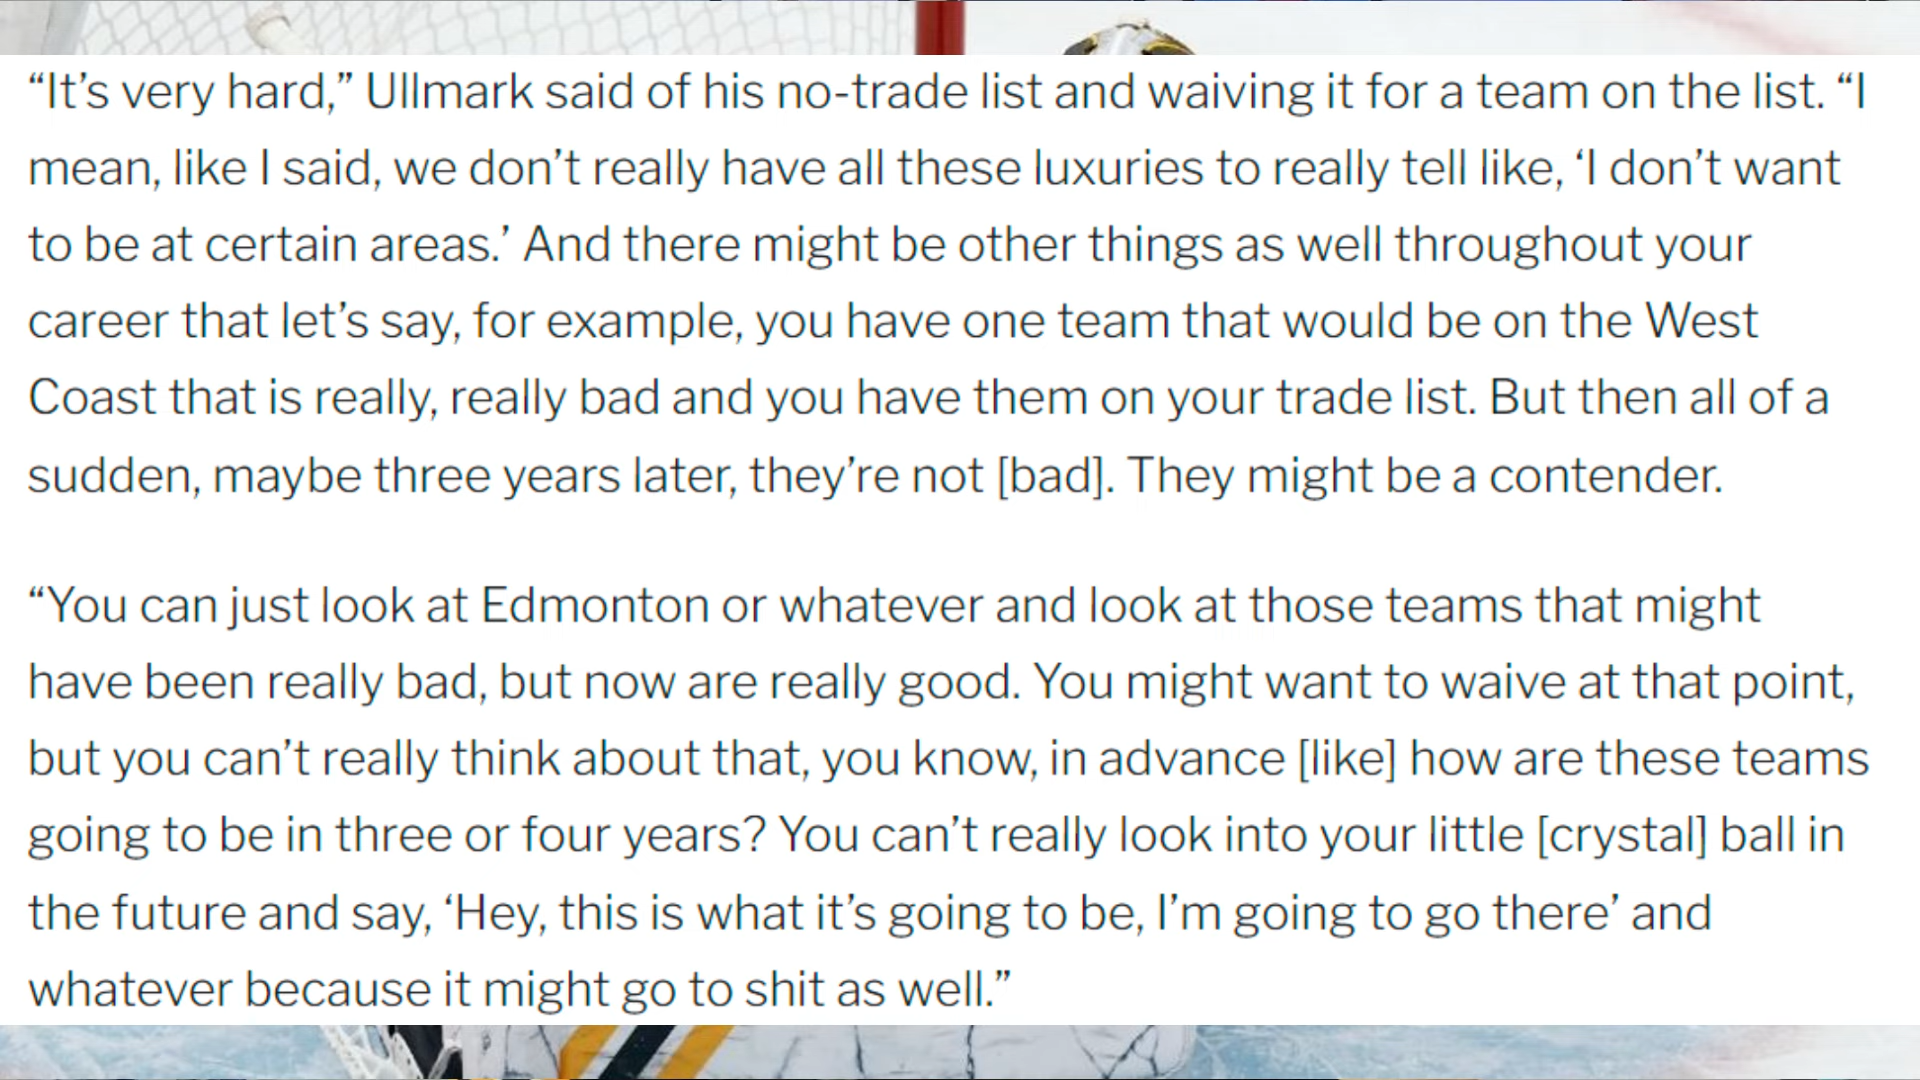 “It’s very hard,” Ullmark said of his no-trade list and waiving it for a team on the list. “I
mean, like I said, we don’t really have all these luxuries to really tell like, ‘I don’t want
to be at certain areas.’ And there might be other things as well throughout your
career that let’s say, for example, you have one team that would be on the West
Coast that is really, really bad and you have them on your trade list. But then all of a
sudden, maybe three years later, they’re not [bad]. They might be a contender.
“You can just look at Edmonton or whatever and look at those teams that might
have been really bad, but now are really good. You might want to waive at that point,
but you can’t really think about that, you know, in advance [like] how are these teams
going to be in three or four years? You can’t really look into your little [crystal] ball in
the future and say, ‘Hey, this is what it’s going to be, I’m going to go there’ and
whatever because it might go to shit as well.”